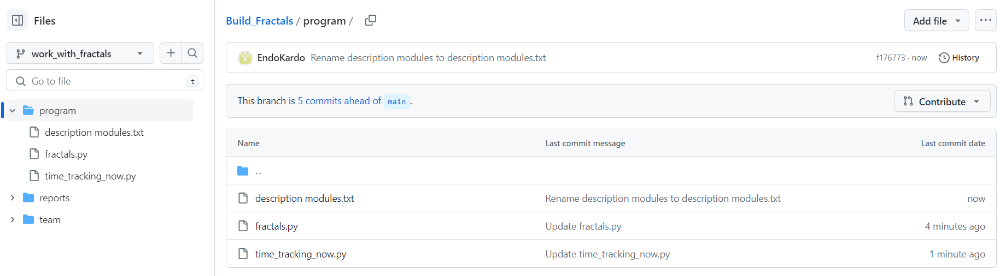 Files
work_with_fractals
Go to file
t
program
description modules.txt
fractals.py
time_tracking_now.py
reports
team
Build_Fractals / program /
Add file
EndoKardo Rename description modules to description modules.txt
f176773 · now
History
This branch is 5 commits ahead of main .
Contribute
Name Last commit message Last commit date
..
description modules.txt Rename description modules to description modules.txt now
fractals.py Update fractals.py 4 minutes ago
time_tracking_now.py Update time_tracking_now.py 1 minute ago